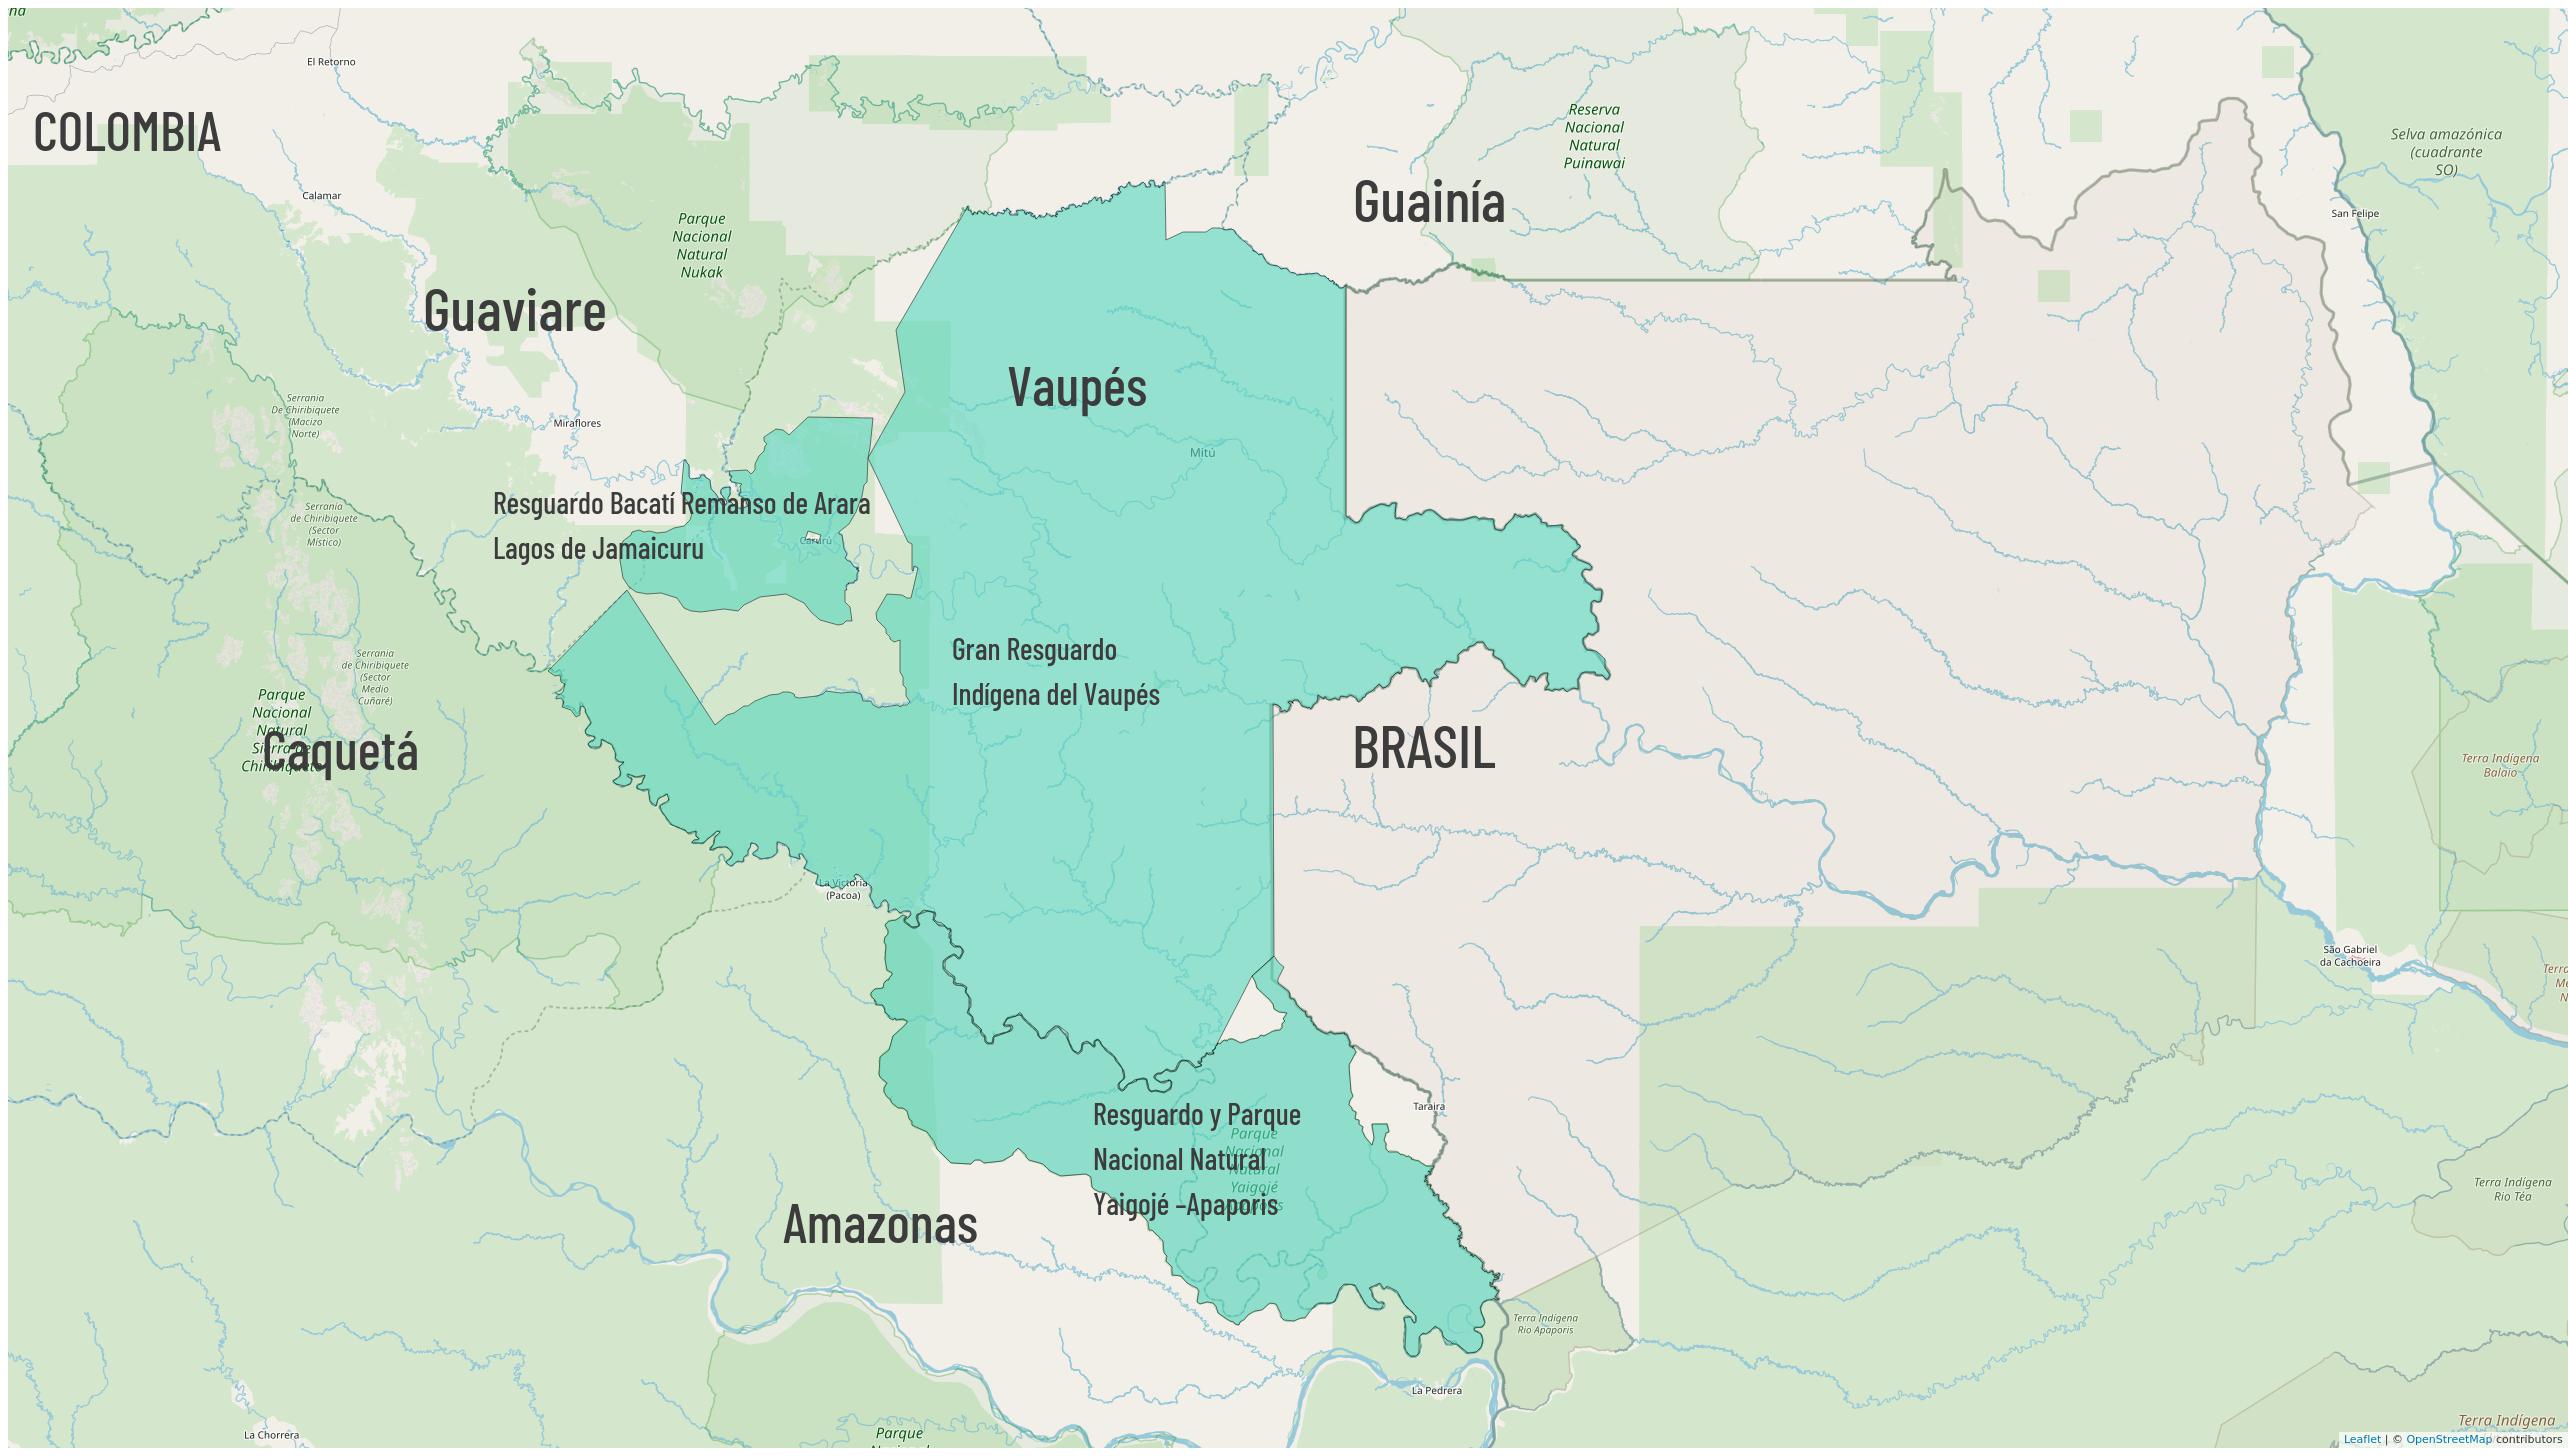 na
El Retorno
COLOMBIA
Calamar
Reserva
Nacional
Natural
Puinawai
Selva amazónica
(cuadrante
SO)
Guainía
San Felipe
Parque
Nacional
Natural
Nukak
Guaviare
Vaupés
Serrania
De Chiribiquete
(Macizo
Norte)
Miraflores
Mitú
Resguardo Bacatí Remanso de Arara
Lagos de Jamaicuru
Carurú
Serrania
de Chiribiquete
(Sector
Místico)
Gran Resguardo
Indígena del Vaupés
Serrania
de Chiribiquete
(Sector
Medio
Cuñaré)
Parque
Nacional
Natural
Sierra de
Chiribiquete
Caquetá
BRASIL
Terra Indígena
Balaio
La Victoria
(Pacoa)
São Gabriel
da Cachoeira
Terra
Mé
N
Taraira
Resguardo y Parque
Nacional Natural
Yaigojé –Apaporis
Parque
Nacional
Natural
Yaigojé
Apaporis
Terra Indígena
Rio Téa
Amazonas
Terra Indígena
Rio Apaporis
La Pedrera
La Chorrera
Parque
Terra Indígena
Leaflet | © OpenStreetMap contributors